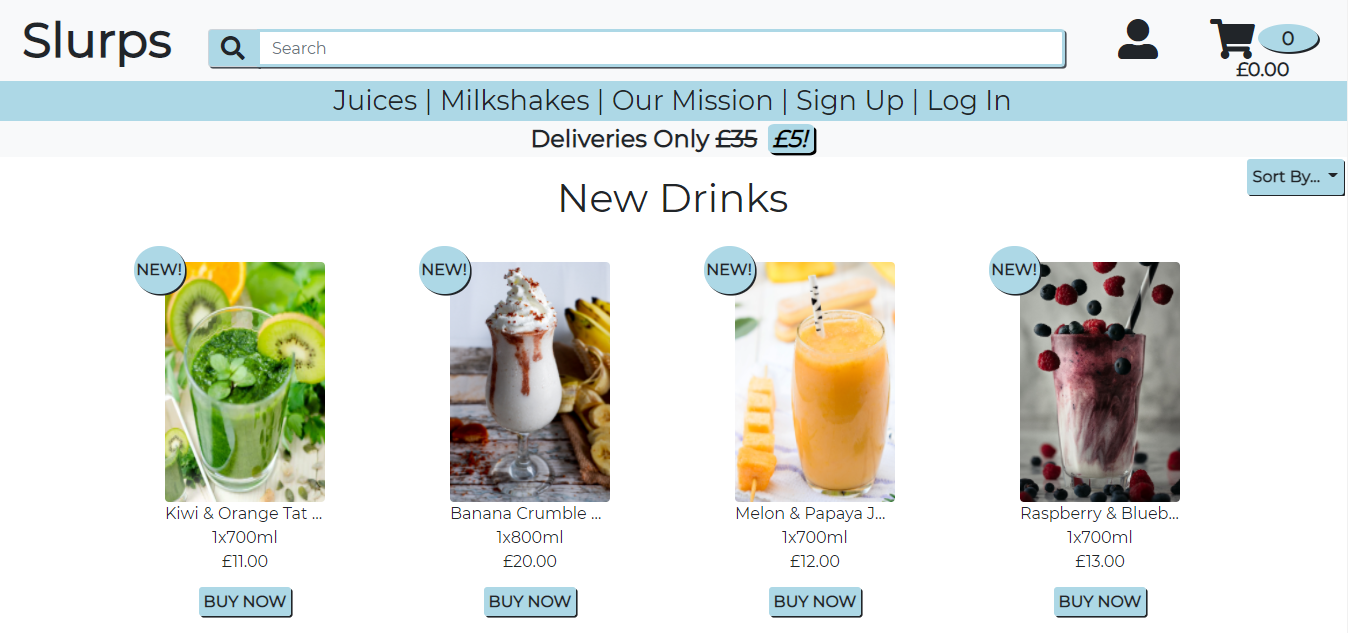 Slurps
Search
0
£0.00
Juices | Milkshakes | Our Mission | Sign Up | Log In
Deliveries Only £35 £5!
Sort By...
New Drinks
NEW! NEW! NEW! NEW!
Kiwi & Orange Tat ... Banana Crumble ... Melon & Papaya J... Raspberry & Blueb...
1x700ml 1x800ml 1x700ml 1x700ml
£11.00 £20.00 £12.00 £13.00
BUY NOW BUY NOW BUY NOW BUY NOW